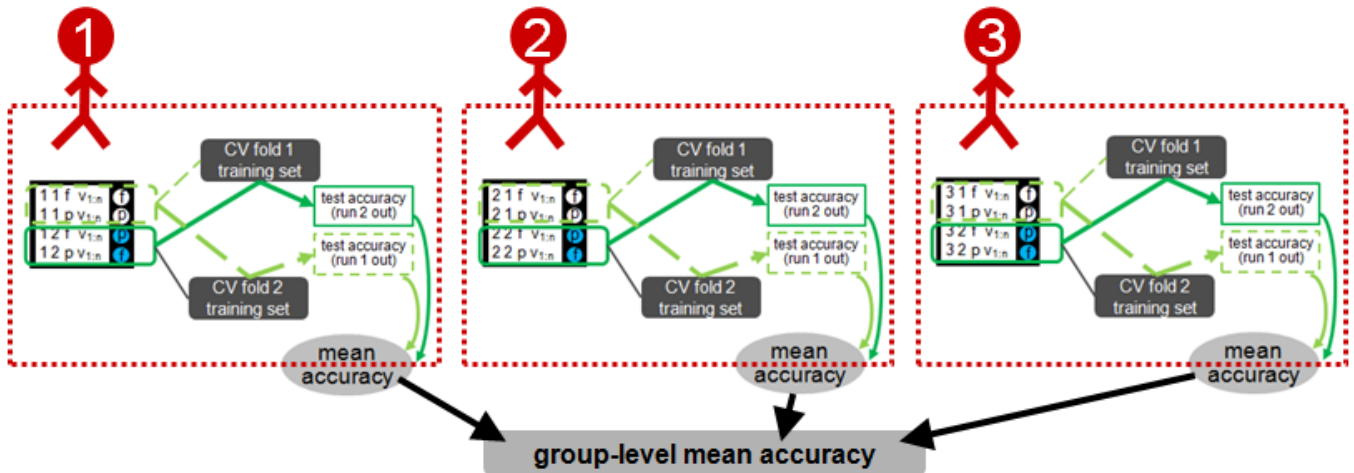 1
CV fold 1
training set
1 1 f v1:n f
1 1 p v1:n p
1 2 f v1:n p
1 2 p v1:n f
test accuracy
(run 2 out)
test accuracy
(run 1 out)
CV fold 2
training set
mean
accuracy
2
CV fold 1
training set
2 1 f v1:n f
2 1 p v1:n p
2 2 f v1:n p
2 2 p v1:n f
test accuracy
(run 2 out)
test accuracy
(run 1 out)
CV fold 2
training set
mean
accuracy
3
CV fold 1
training set
3 1 f v1:n f
3 1 p v1:n p
3 2 f v1:n p
3 2 p v1:n f
test accuracy
(run 2 out)
test accuracy
(run 1 out)
CV fold 2
training set
mean
accuracy
group-level mean accuracy